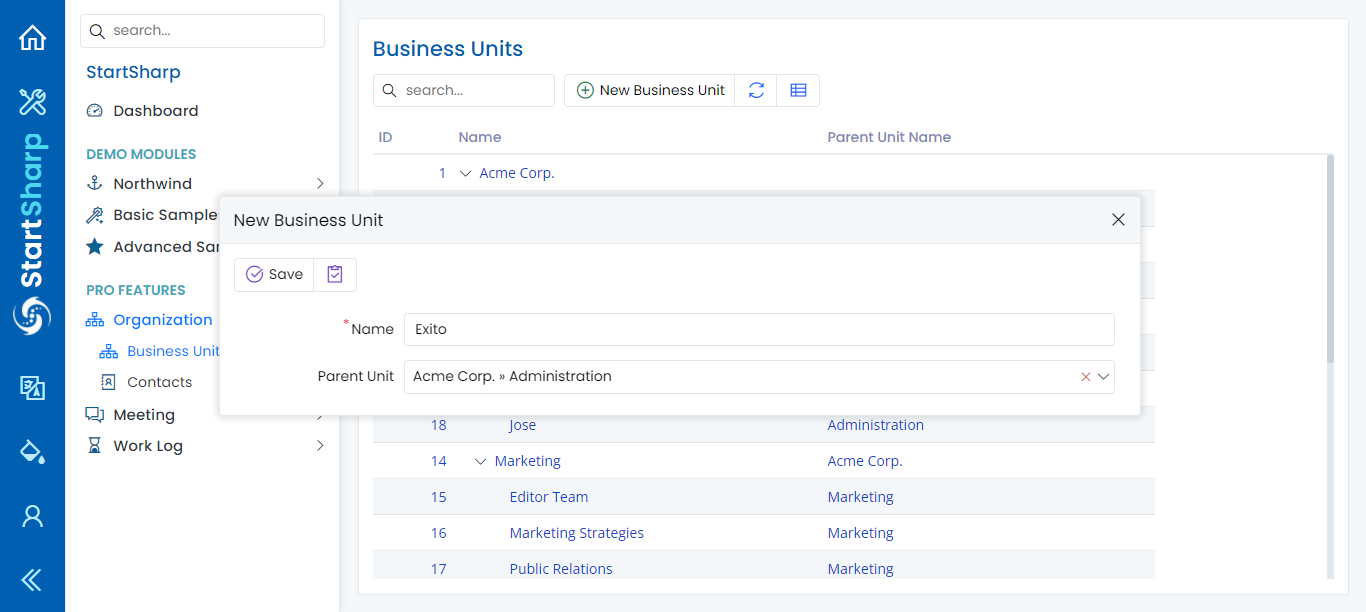 StartSharp
search...
StartSharp
Dashboard
DEMO MODULES
Northwind
Basic Sample
Advanced Sar
PRO FEATURES
Organization
Business Unit
Contacts
Meeting
Work Log
Business Units
search...
New Business Unit
ID Name Parent Unit Name
1 Acme Corp.
New Business Unit
Save
* Name Exito
Parent Unit Acme Corp. » Administration
18 Jose Administration
14 Marketing Acme Corp.
15 Editor Team Marketing
16 Marketing Strategies Marketing
17 Public Relations Marketing